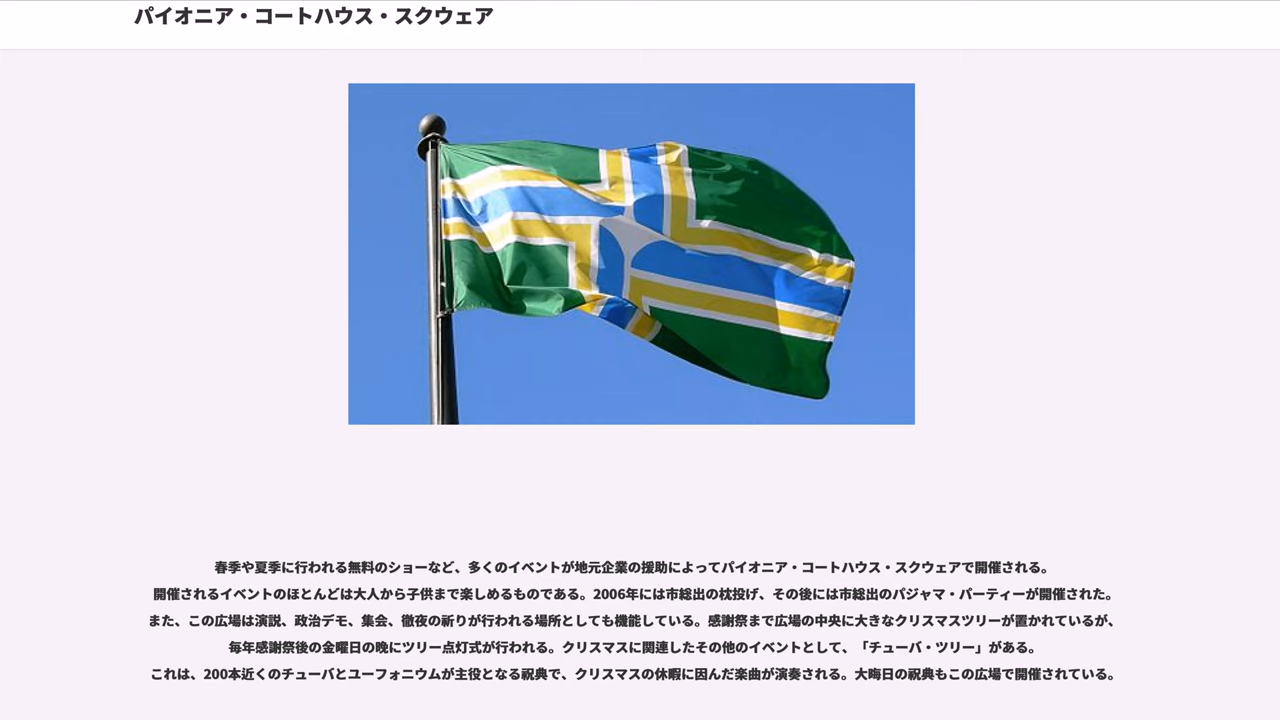 パイオニア・コートハウス・スクウェア
春季や夏季に行われる無料のショーなど、多くのイベントが地元企業の援助によってパイオニア・コートハウス・スクウェアで開催される。
開催されるイベントのほとんどは大人から子供まで楽しめるものである。2006年には市総出の枕投げ、その後には市総出のパジャマ・パーティーが開催された。
また、この広場は演説、政治デモ、集会、徹夜の祈りが行われる場所としても機能している。感謝祭まで広場の中央に大きなクリスマスツリーが置かれているが、
毎年感謝祭後の金曜日の晩にツリー点灯式が行われる。クリスマスに関連したその他のイベントとして、「チューバ・ツリー」がある。
これは、200本近くのチューバとユーフォニウムが主役となる祝典で、クリスマスの休暇に因んだ楽曲が演奏される。大晦日の祝典もこの広場で開催されている。